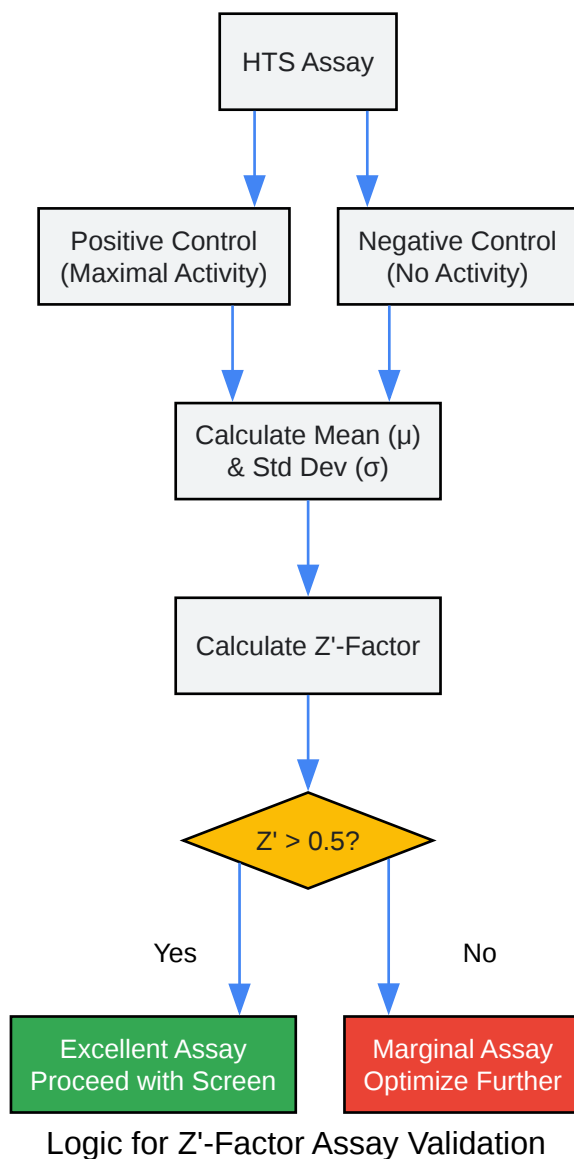 HTS Assay
Positive Control
(Maximal Activity)
Negative Control
(No Activity)
Calculate Mean (μ)
& Std Dev (σ)
Calculate Z'-Factor
Z' > 0.5?
Yes
No
Excellent Assay
Proceed with Screen
Marginal Assay
Optimize Further
Logic for Z'-Factor Assay Validation